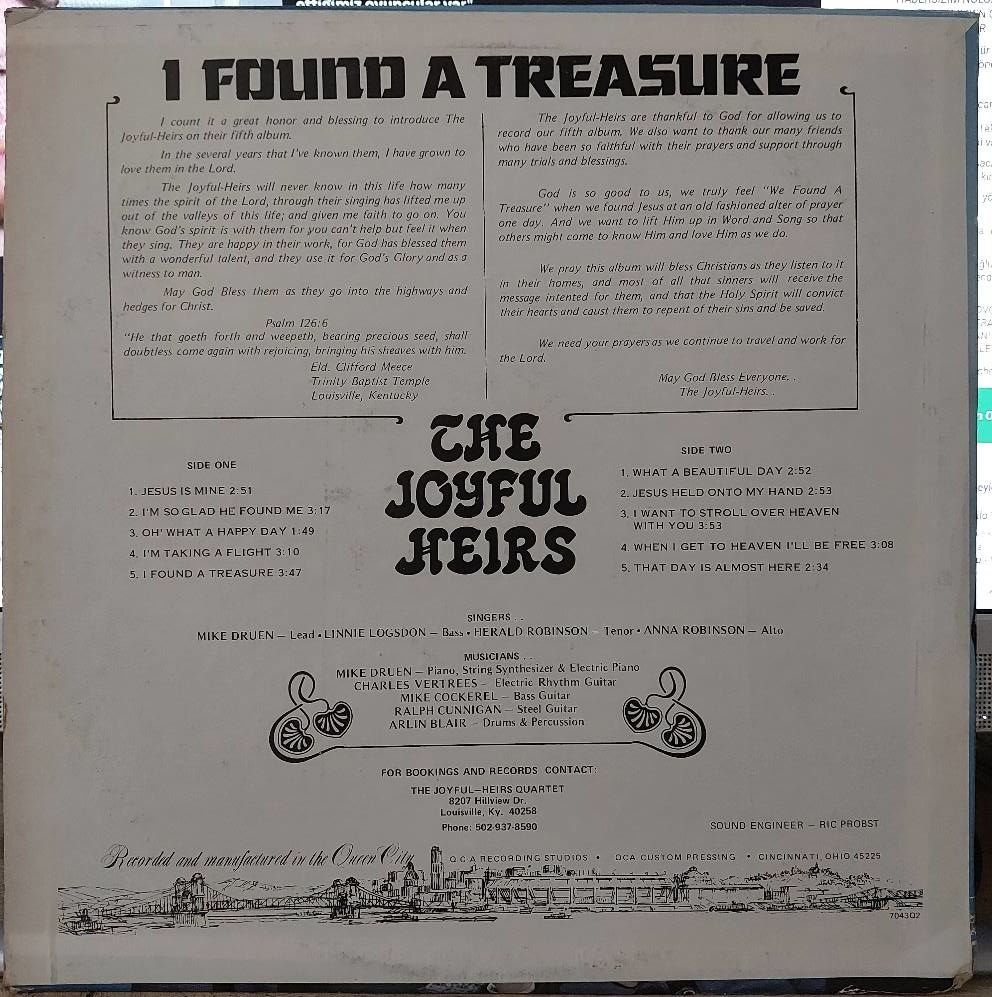 ettiğimiz oyuncular var"
I FOUND A TREASURE
I count it a great honor and blessing to introduce The
Joyful-Heirs on their fifth album.
In the several years that I've known them, I have grown to
love them in the Lord.
The Joyful-Heirs will never know in this life how many
times the spirit of the Lord, through their singing has lifted me up
out of the valleys of this life; and given me faith to go on. You
know God's spirit is with them for you can't help but feel it when
they sing. They are happy in their work, for God has blessed them
with a wonderful talent, and they use it for God's Glory and as a
witness to man.
May God Bless them as they go into the highways and
hedges for Christ.
Psalm 126:6
"He that goeth forth and weepeth, bearing precious seed, shall
doubtless come again with rejoicing, bringing his sheaves with him.
Eld. Clifford Meece
Trinity Baptist Temple
Louisville, Kentucky
The Joyful-Heirs are thankful to God for allowing us to
record our fifth album. We also want to thank our many friends
who have been so faithful with their prayers and support through
many trials and blessings.
God is so good to us, we truly feel "We Found A
Treasure" when we found Jesus at an old fashioned alter of prayer
one day. And we want to lift Him up in Word and Song so that
others might come to know Him and love Him as we do.
We pray this album will bless Christians as they listen to it
in their homes, and most of all that sinners will receive the
message intented for them, and that the Holy Spirit will convict
their hearts and caust them to repent of their sins and be saved.
We need your prayers as we continue to travel and work for
the Lord.
May God Bless Everyone. .
The Joyful-Heirs. .
THE
JOYFUL
HEIRS
SIDE ONE
1. JESUS IS MINE 2:51
2. I'M SO GLAD HE FOUND ME 3:17
3. OH' WHAT A HAPPY DAY 1:49
4. I'M TAKING A FLIGHT 3:10
5. I FOUND A TREASURE 3:47
SIDE TWO
1. WHAT A BEAUTIFUL DAY 2:52
2. JESUS HELD ONTO MY HAND 2:53
3. I WANT TO STROLL OVER HEAVEN
WITH YOU 3:53
4. WHEN I GET TO HEAVEN I'LL BE FREE 3:08
5. THAT DAY IS ALMOST HERE 2:34
SINGERS . .
MIKE DRUEN — Lead • LINNIE LOGSDON — Bass • HERALD ROBINSON — Tenor • ANNA ROBINSON — Alto
MUSICIANS . .
MIKE DRUEN — Piano, String Synthesizer & Electric Piano
CHARLES VERTREES — Electric Rhythm Guitar
MIKE COCKEREL — Bass Guitar
RALPH CUNNIGAN — Steel Guitar
ARLIN BLAIR — Drums & Percussion
FOR BOOKINGS AND RECORDS CONTACT:
THE JOYFUL—HEIRS QUARTET
8207 Hillview Dr.
Louisville, Ky. 40258
Phone: 502-937-8590
SOUND ENGINEER — RIC PROBST
Recorded and manufactured in the Queen City Q C A RECORDING STUDIOS • QCA CUSTOM PRESSING • CINCINNATI, OHIO 45225
7043Q2